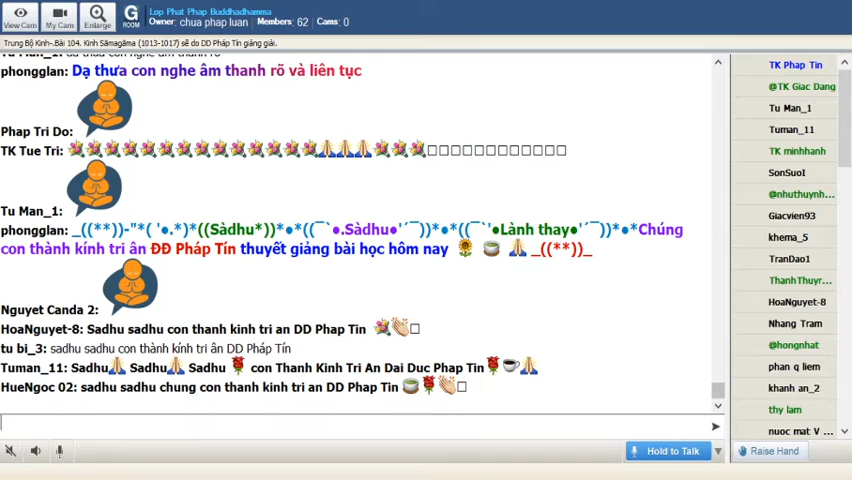 Lop Phat Phap Buddhadhamma
Owner: chua phap luan Members: 62 Cams: 0
View Cam
My Cam
Enlarge
G
ROOM
Trung Bộ Kinh-.Bài 104. Kinh Sāmagāma (1013-1017) sẽ do DD Pháp Tín giảng giải.
phongglan: Dạ thưa con nghe âm thanh rõ và liên tục
Phap Tri Do:
TK Tue Tri:
Tu Man_1:
phongglan: _((**))-"*( '●.*)*((Sàdhu*))*●*((¯`●.Sàdhu●'´¯))*●*((¯`'●Lành thay●'´¯))*●*Chúng
con thành kính tri ân ĐĐ Pháp Tín thuyết giảng bài học hôm nay _((**))_
Nguyet Canda 2:
HoaNguyet-8: Sadhu sadhu con thanh kinh tri an DD Phap Tin
tu bi_3: sadhu sadhu con thành kính tri ân DD Pháp Tín
Tuman_11: Sadhu Sadhu Sadhu con Thanh Kinh Tri An Dai Duc Phap Tin
HueNgoc 02: sadhu sadhu chung con thanh kinh tri an DD Phap Tin
TK Phap Tin
@TK Giac Dang
Tu Man_1
Tuman_11
TK minhhanh
SonSuoI
@nhuthuynh...
Giacvien93
khema_5
TranDao1
ThanhThuyr...
HoaNguyet-8
Nhang Tram
@hongnhat
phan q liem
khanh an_2
thy lam
nuoc mat V ...
Hold to Talk
Raise Hand